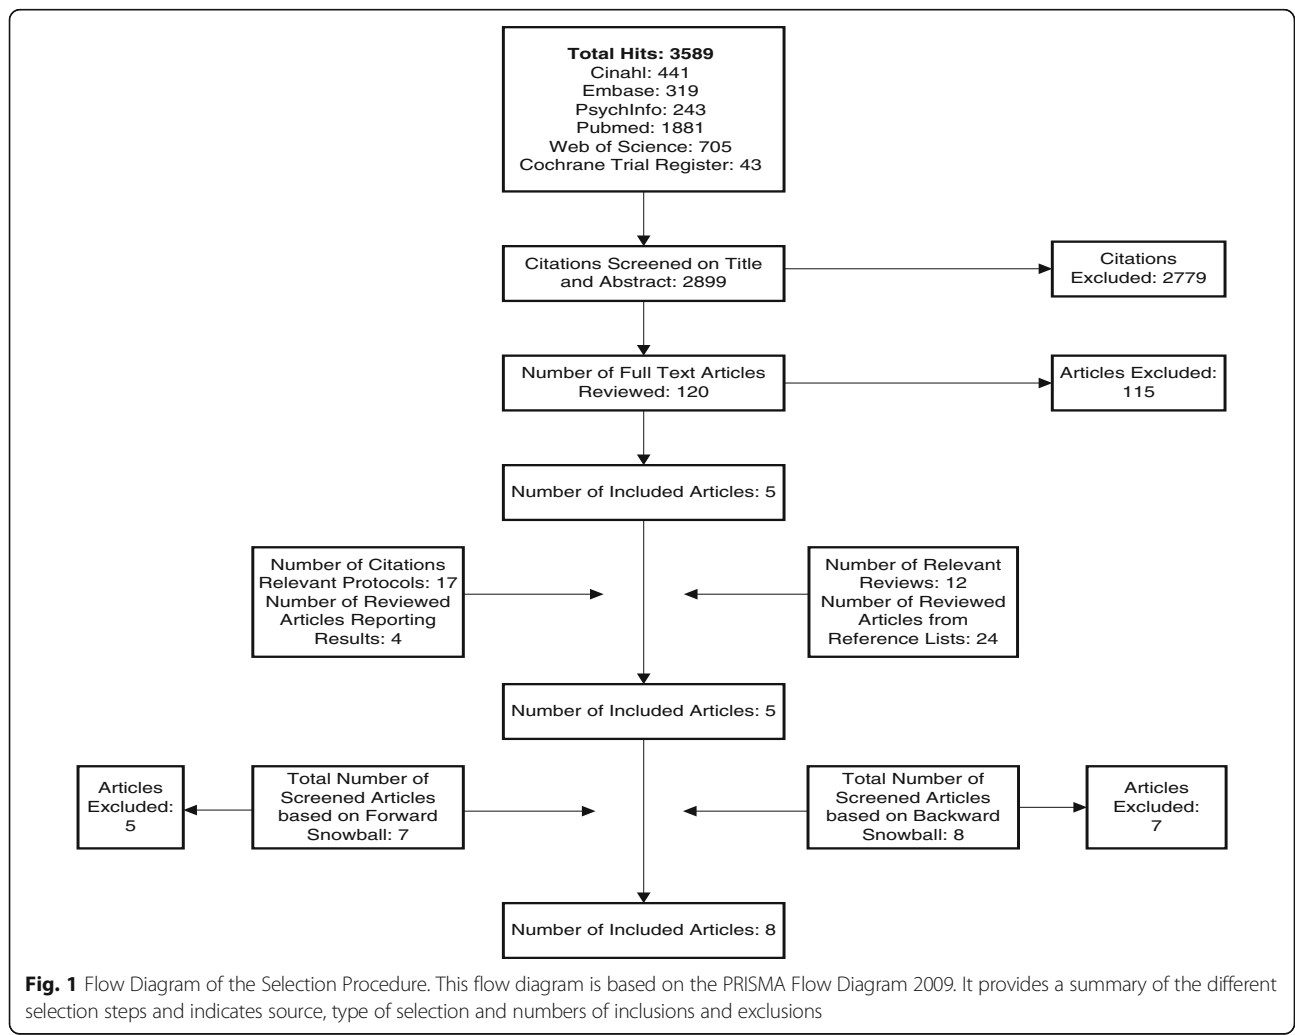 Total Hits: 3589
Cinahl: 441
Embase: 319
PsychInfo: 243
Pubmed: 1881
Web of Science: 705
Cochrane Trial Register: 43
Citations Screened on Title
and Abstract: 2899
Citations
Excluded: 2779
Number of Full Text Articles
Reviewed: 120
Articles Excluded:
115
Number of Included Articles: 5
Number of Citations
Relevant Protocols: 17
Number of Reviewed
Articles Reporting
Results: 4
Number of Relevant
Reviews: 12
Number of Reviewed
Articles from
Reference Lists: 24
Number of Included Articles: 5
Articles
Excluded:
5
Total Number of
Screened Articles
based on Forward
Snowball: 7
Total Number of
Screened Articles
based on Backward
Snowball: 8
Articles
Excluded:
7
Number of Included Articles: 8
Fig. 1 Flow Diagram of the Selection Procedure. This flow diagram is based on the PRISMA Flow Diagram 2009. It provides a summary of the different
selection steps and indicates source, type of selection and numbers of inclusions and exclusions